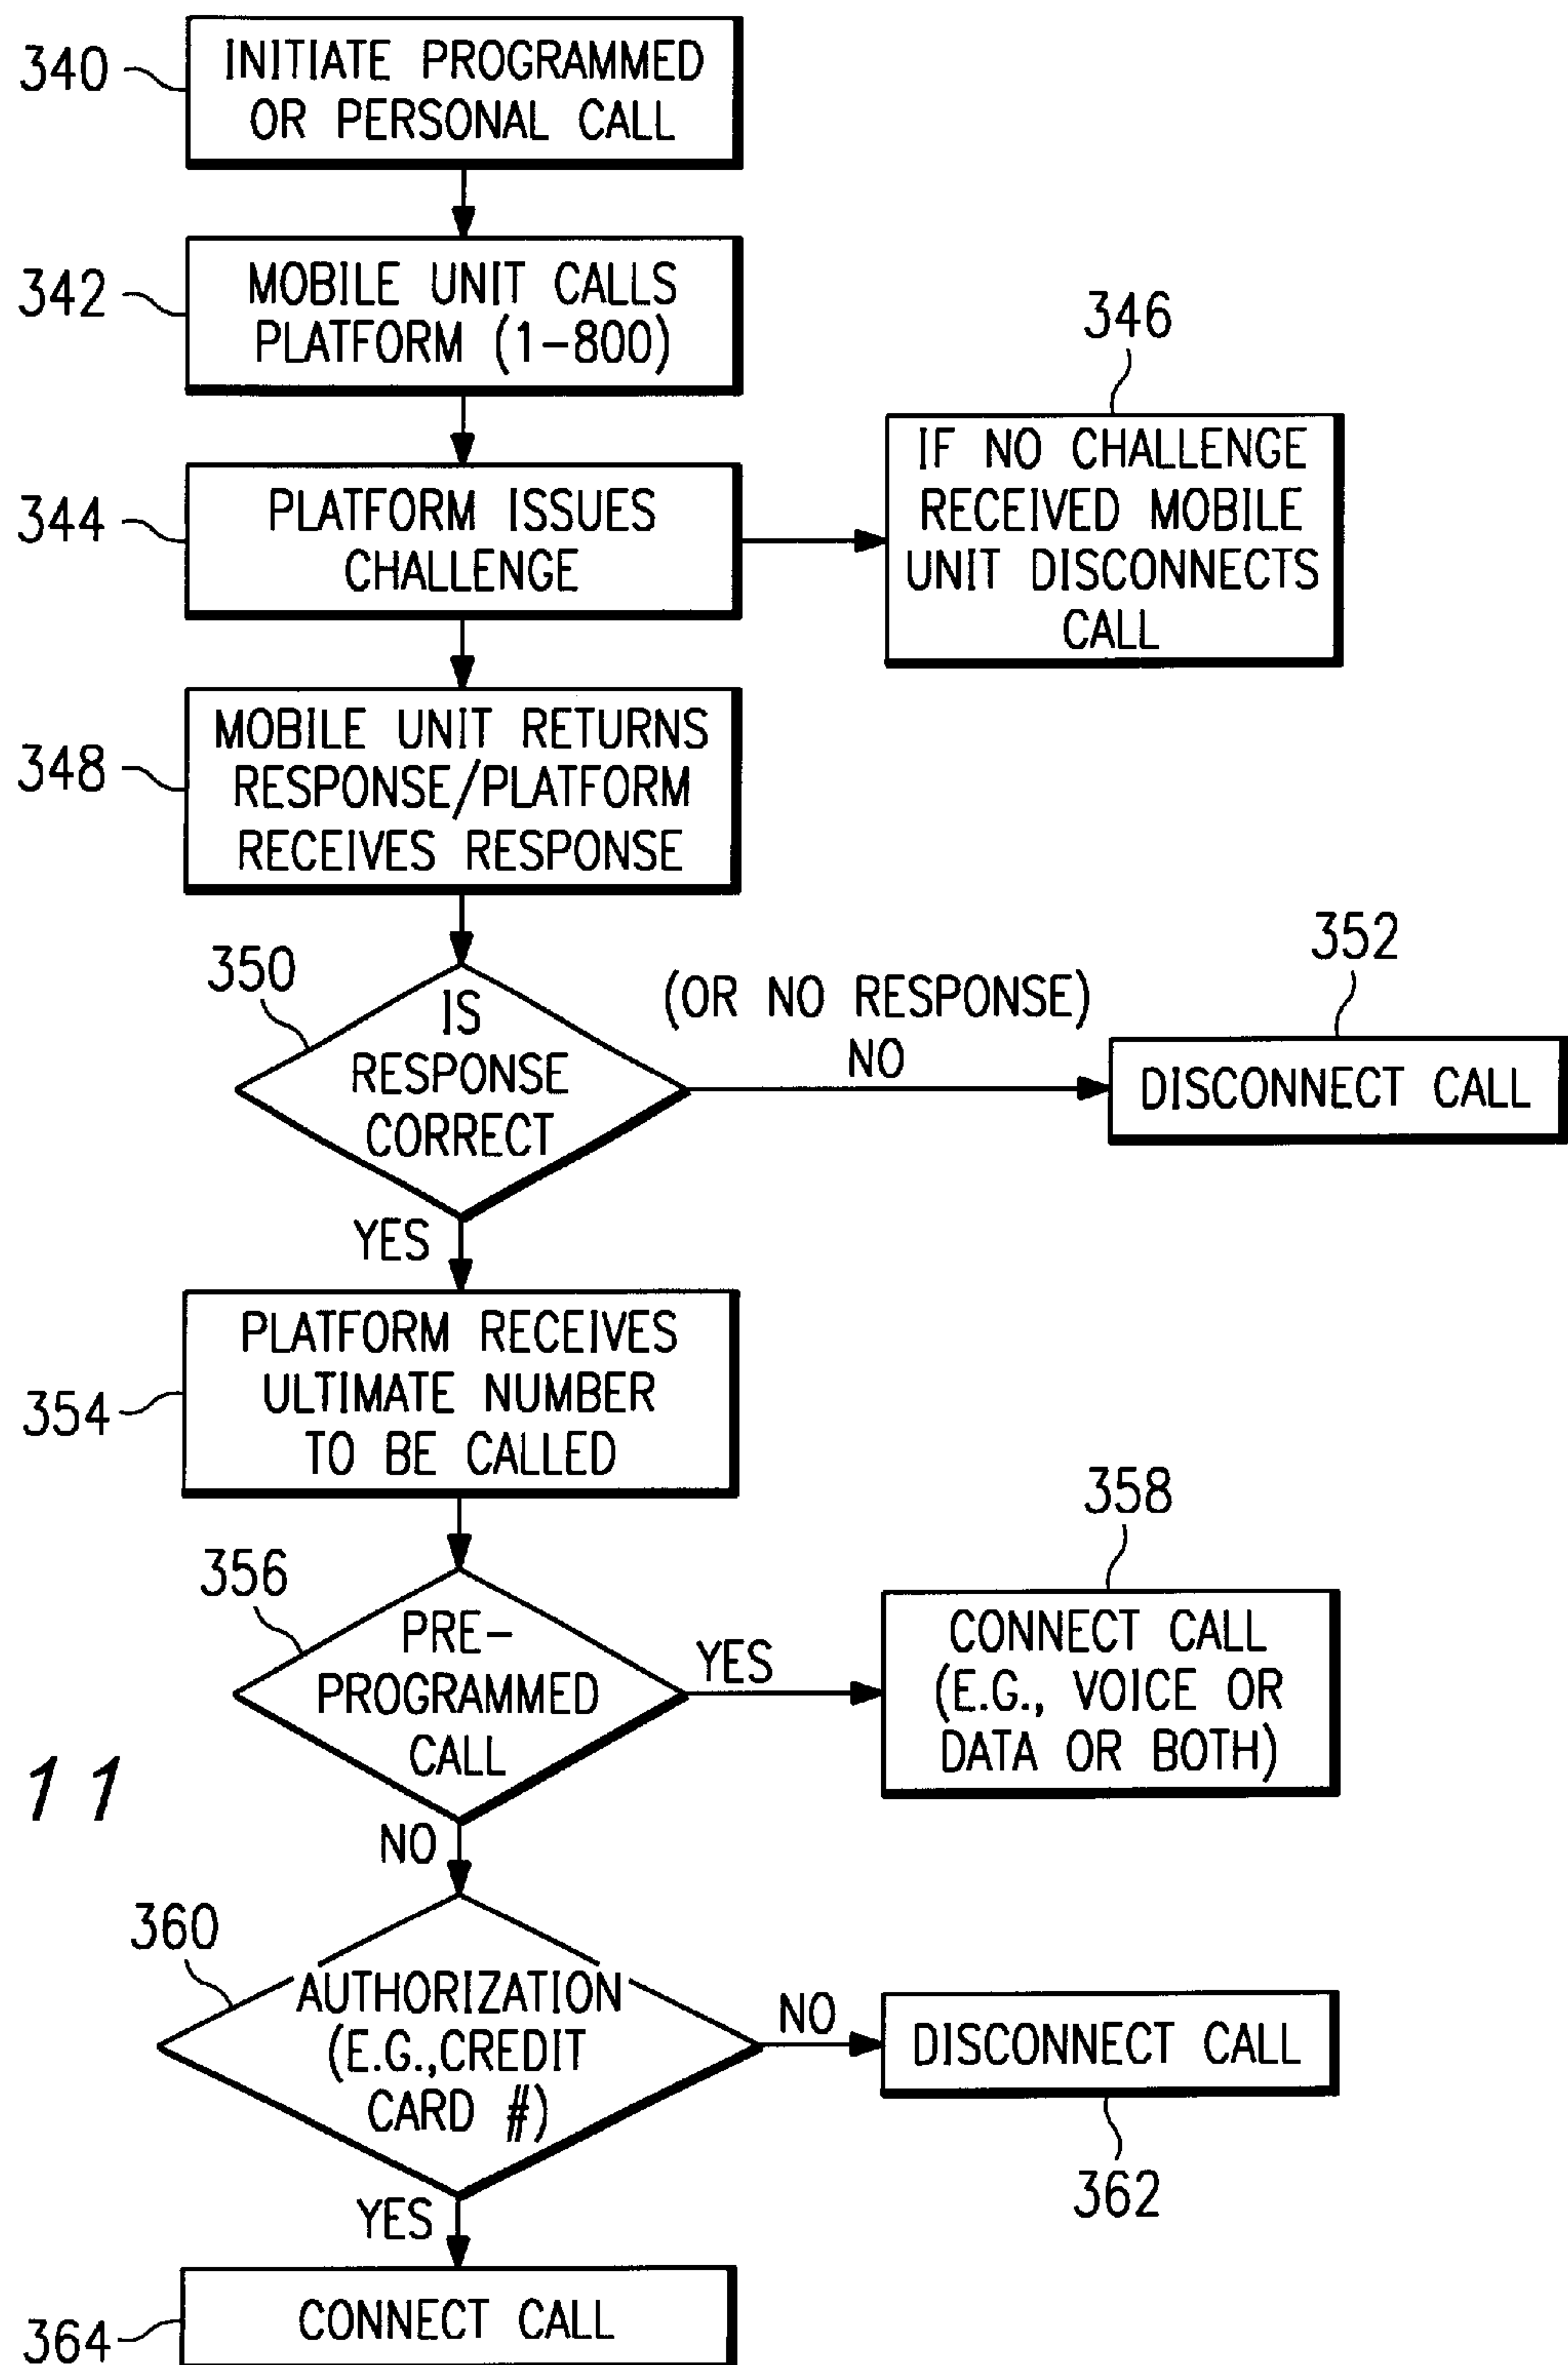 340
INITIATE PROGRAMMED
OR PERSONAL CALL
342
MOBILE UNIT CALLS
PLATFORM (1-800)
344
PLATFORM ISSUES
CHALLENGE
346
IF NO CHALLENGE
RECEIVED MOBILE
UNIT DISCONNECTS
CALL
348
MOBILE UNIT RETURNS
RESPONSE/PLATFORM
RECEIVES RESPONSE
350
IS
RESPONSE
CORRECT
(OR NO RESPONSE)
NO
352
DISCONNECT CALL
YES
354
PLATFORM RECEIVES
ULTIMATE NUMBER
TO BE CALLED
356
PRE-
PROGRAMMED
CALL
YES
358
CONNECT CALL
(E.G., VOICE OR
DATA OR BOTH)
11
NO
360
AUTHORIZATION
(E.G.,CREDIT
CARD #)
NO
DISCONNECT CALL
362
YES
364
CONNECT CALL